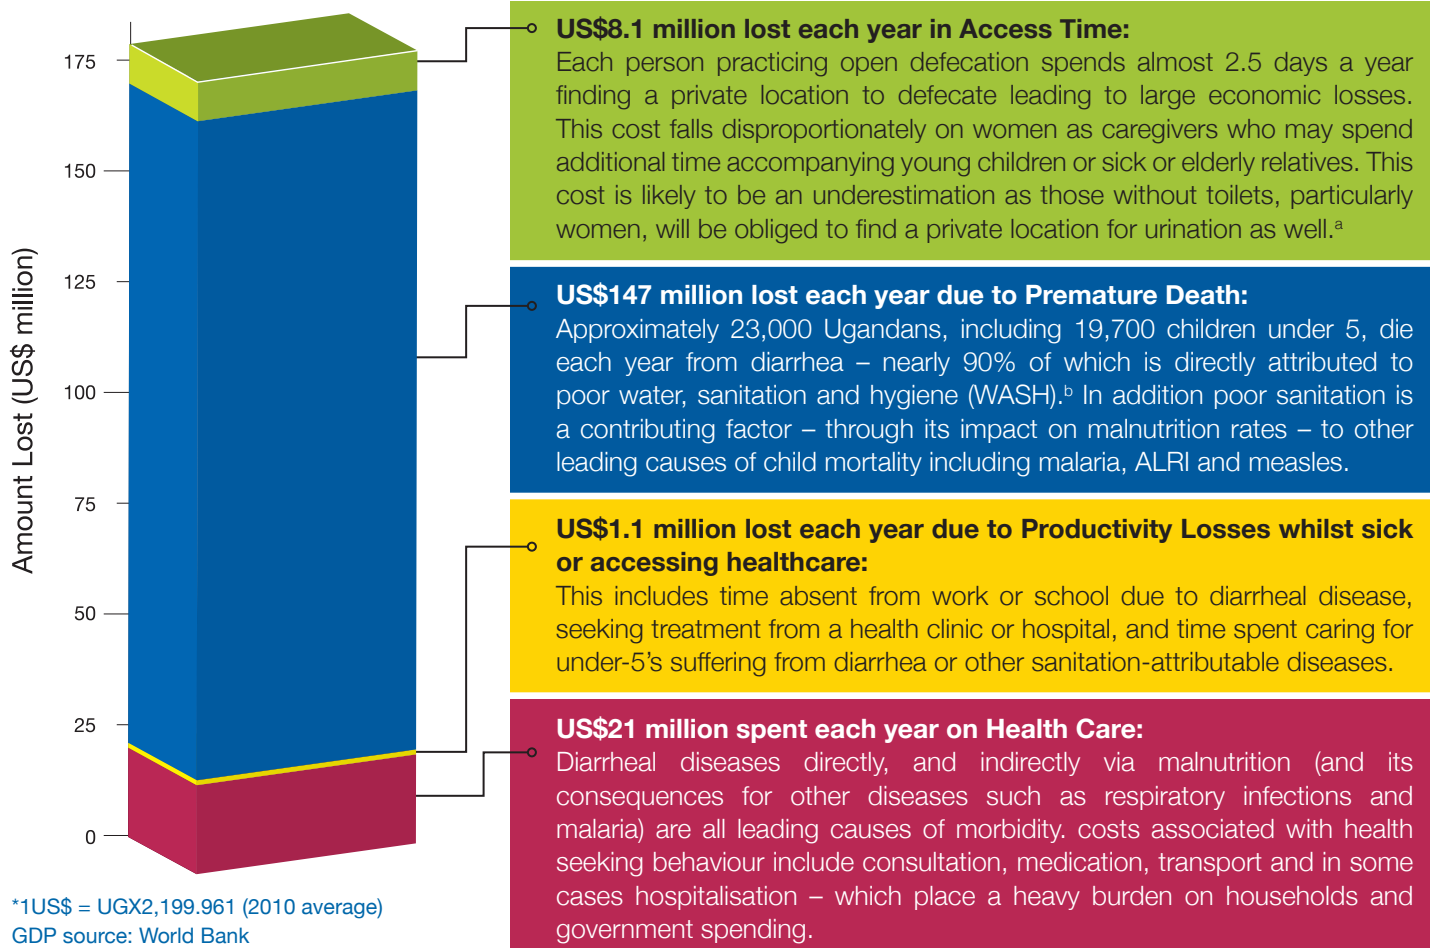 Amount Lost (US$ million)
175
150
125
100
75
50
25
0
*1US$ = UGX2,199.961 (2010 average)
GDP source: World Bank
US$8.1 million lost each year in Access Time:
Each person practicing open defecation spends almost 2.5 days a year
finding a private location to defecate leading to large economic losses.
This cost falls disproportionately on women as caregivers who may spend
additional time accompanying young children or sick or elderly relatives. This
cost is likely to be an underestimation as those without toilets, particularly
women, will be obliged to find a private location for urination as well.ᵃ
US$147 million lost each year due to Premature Death:
Approximately 23,000 Ugandans, including 19,700 children under 5, die
each year from diarrhea – nearly 90% of which is directly attributed to
poor water, sanitation and hygiene (WASH).ᵇ In addition poor sanitation is
a contributing factor – through its impact on malnutrition rates – to other
leading causes of child mortality including malaria, ALRI and measles.
US$1.1 million lost each year due to Productivity Losses whilst sick
or accessing healthcare:
This includes time absent from work or school due to diarrheal disease,
seeking treatment from a health clinic or hospital, and time spent caring for
under-5’s suffering from diarrhea or other sanitation-attributable diseases.
US$21 million spent each year on Health Care:
Diarrheal diseases directly, and indirectly via malnutrition (and its
consequences for other diseases such as respiratory infections and
malaria) are all leading causes of morbidity. costs associated with health
seeking behaviour include consultation, medication, transport and in some
cases hospitalisation – which place a heavy burden on households and
government spending.